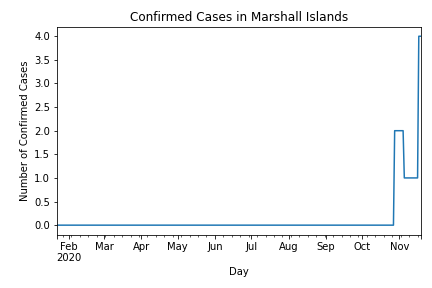 Confirmed Cases in Marshall Islands
Number of Confirmed Cases
4.0
3.5
3.0
2.5
2.0
1.5
1.0
0.5
0.0
Feb Mar Apr May Jun Jul Aug Sep Oct Nov
2020
Day